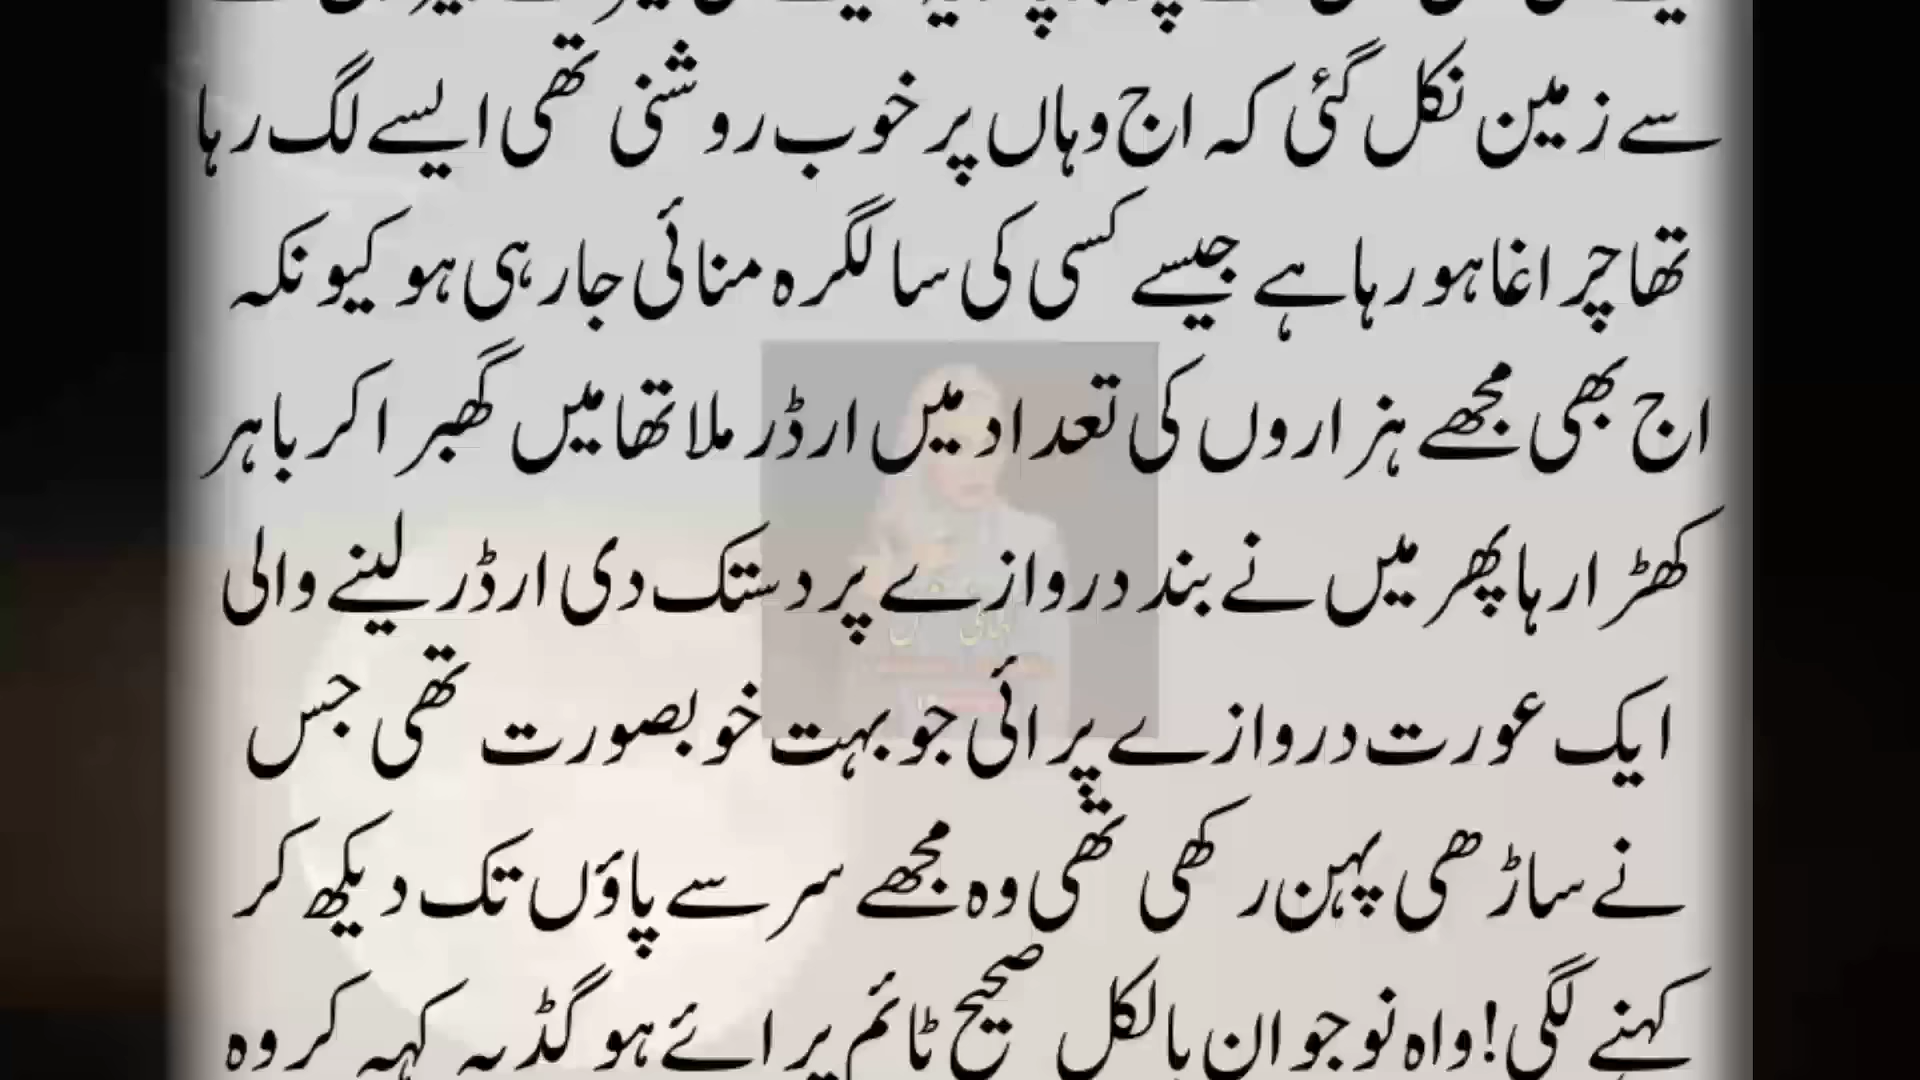 سے زمین نکل گئی کہ اج وہاں پر خوب روشنی تھی ایسے لگ رہا
تھا چراغا ہو رہا ہے جیسے کسی کی سالگرہ منائی جا رہی ہو کیونکہ
اج بھی مجھے ہزاروں کی تعداد میں ارڈر ملا تھا میں گھبرا کر باہر
کھڑا رہا پھر میں نے بند دروازے پر دستک دی ارڈر لینے والی
ایک عورت دروازے پر ائی جو بہت خوبصورت تھی جس
نے ساڑھی پہن رکھی تھی وہ مجھے سر سے پاؤں تک دیکھ کر
کہنے لگی! واہ نوجوان بالکل صحیح ٹائم پر ائے ہو گڈ یہ کہہ کر وہ